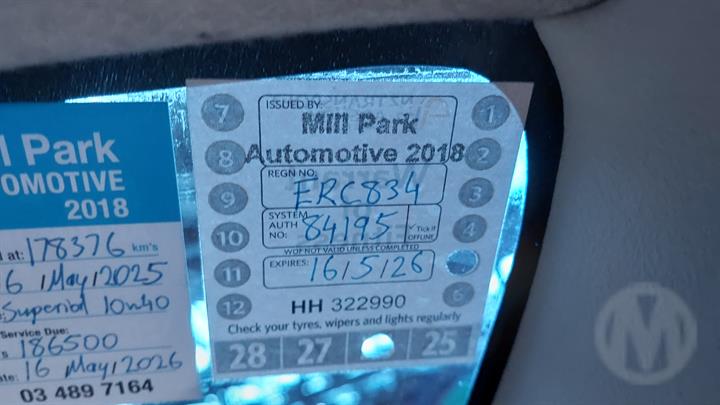 l Park
OMOTIVE
2018
d at: 178376 km's
16 May 2025
Superior 10w40
Service Due:
186500
ate: 16 May 2026
03 489 7164
7
8
9
10
11
12
ISSUED BY:
Mill Park
Automotive 2018
REGN NO:
ERC834
SYSTEM
AUTH
NO:
84195
✓ Tick if
OFFLINE
WOF NOT VALID UNLESS COMPLETED
EXPIRES: 16/5/26
HH 322990
Check your tyres, wipers and lights regularly
1
2
3
4
6
28 27 25
M